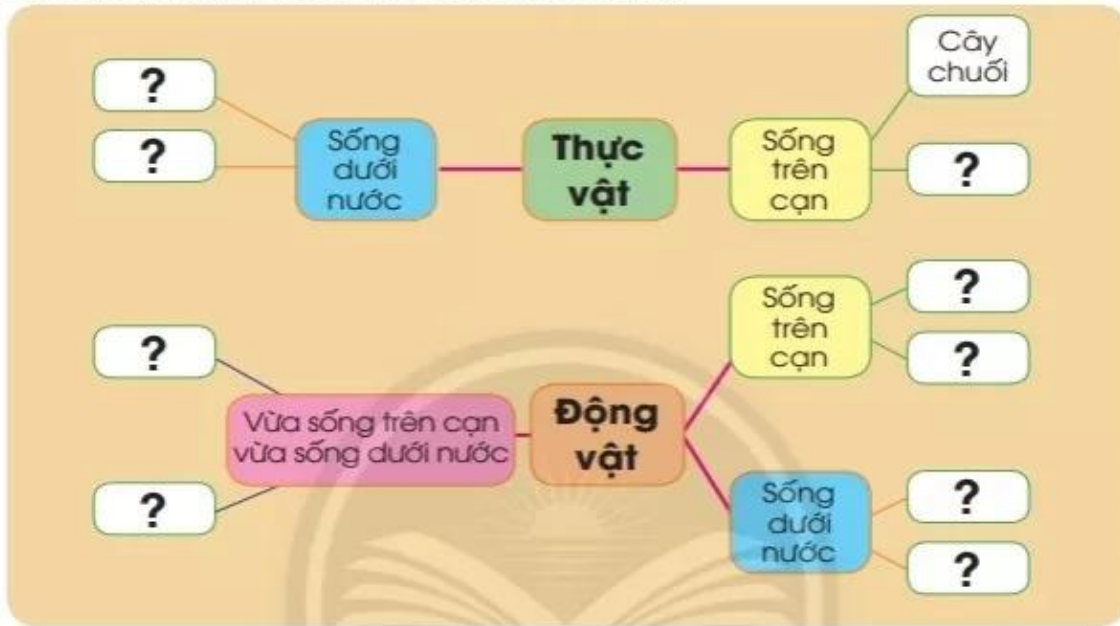 ?
?
Sống
dưới
nước
Thực
vật
Sống
trên
cạn
Cây
chuối
?
?
?
Vừa sống trên cạn
vừa sống dưới nước
Động
vật
Sống
trên
cạn
?
?
Sống
dưới
nước
?
?